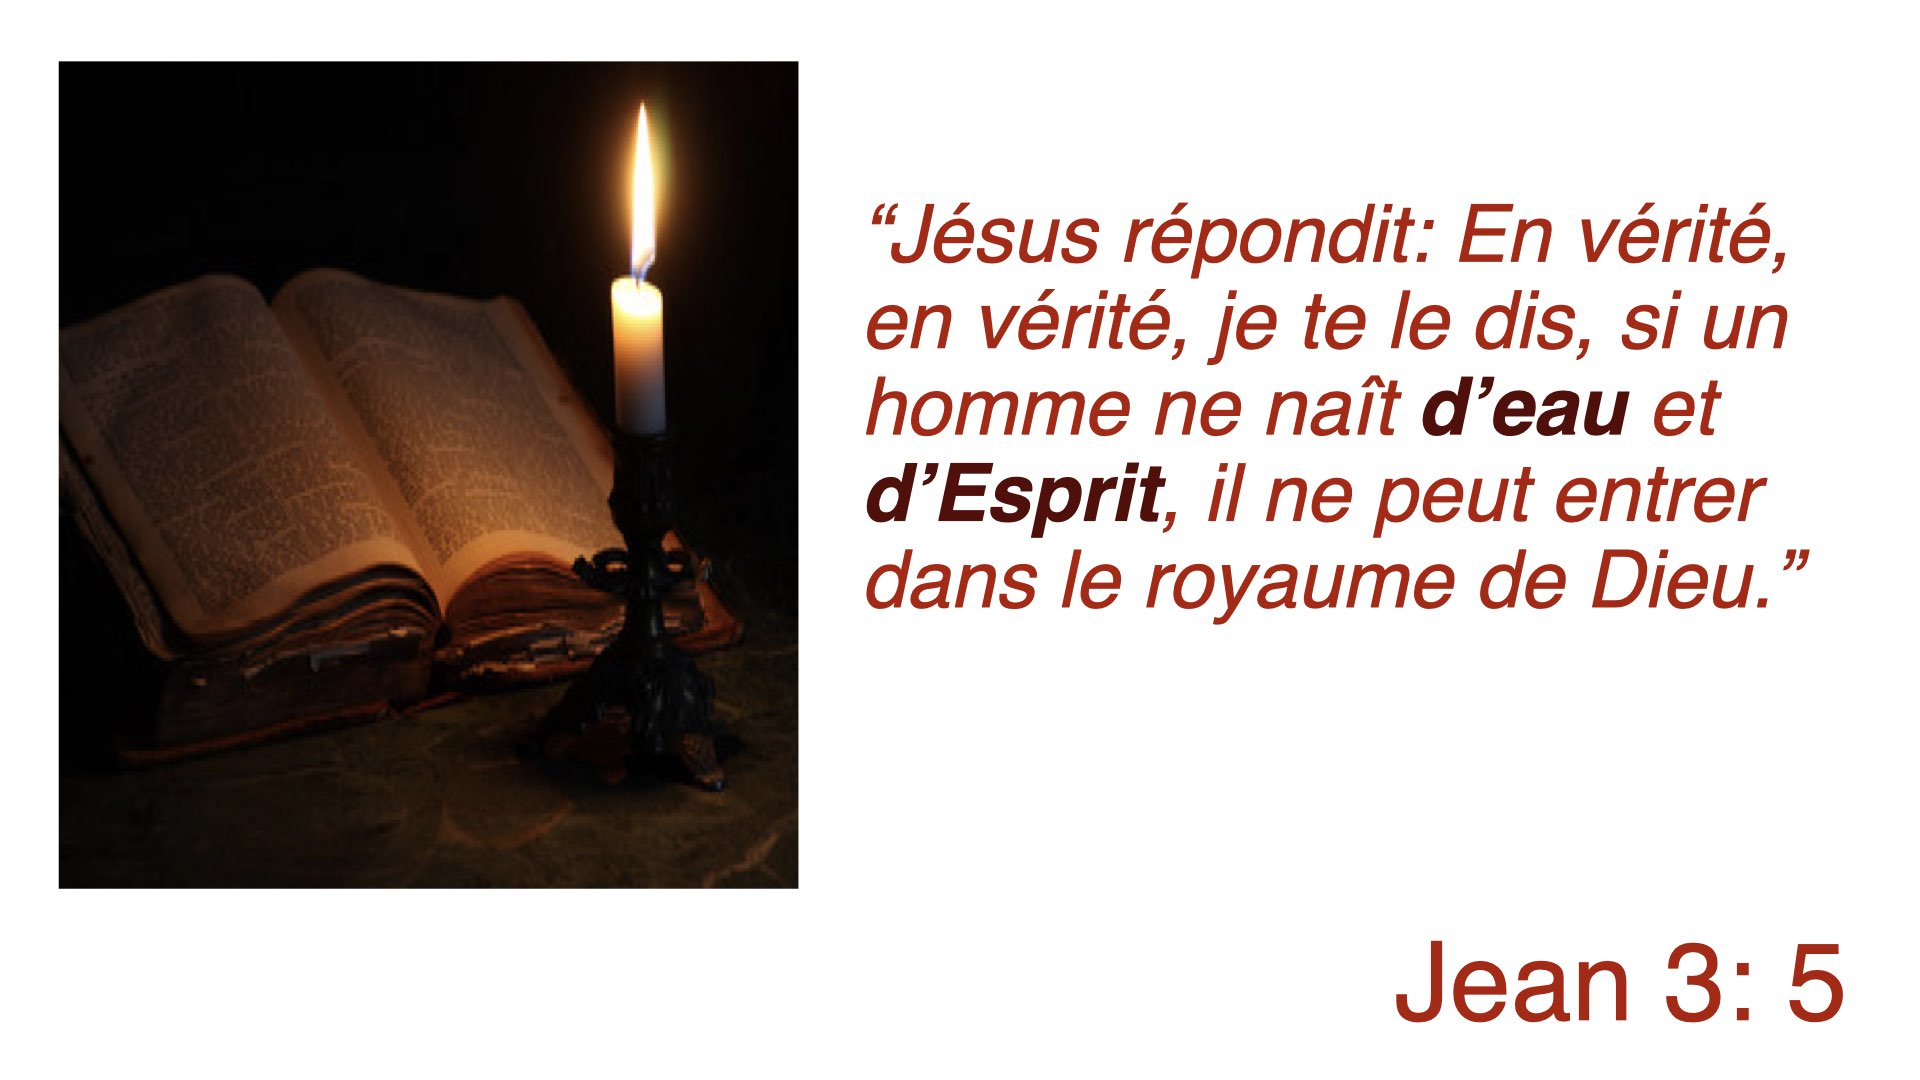 “Jésus répondit: En vérité,
en vérité, je te le dis, si un
homme ne naît d’eau et
d’Esprit, il ne peut entrer
dans le royaume de Dieu.”
Jean 3: 5